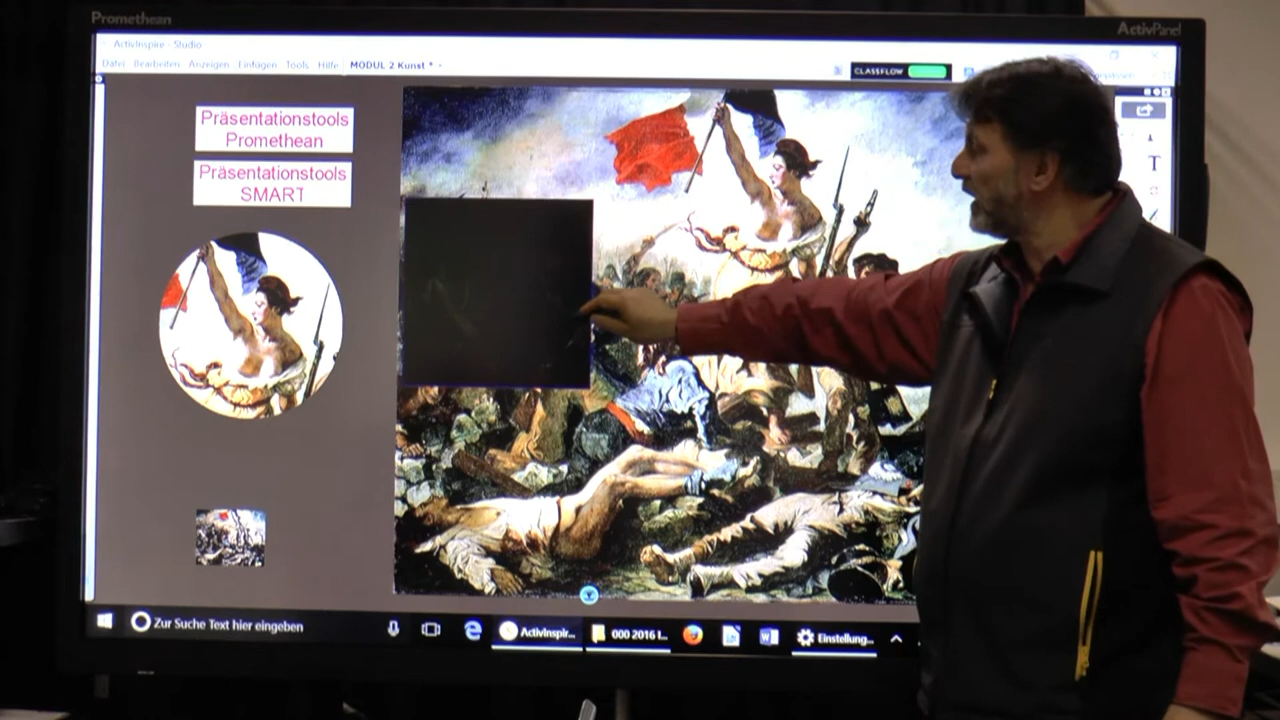 Promethean
ActivPanel
ActivInspire - Studio
Datei Bearbeiten Anzeigen Einfügen Tools Hilfe MODUL 2 Kunst *
CLASSFLOW
Präsentationstools
Promethean
Präsentationstools
SMART
T
Zur Suche Text hier eingeben
ActivInspir...
000 2016 I...
Einstellung...